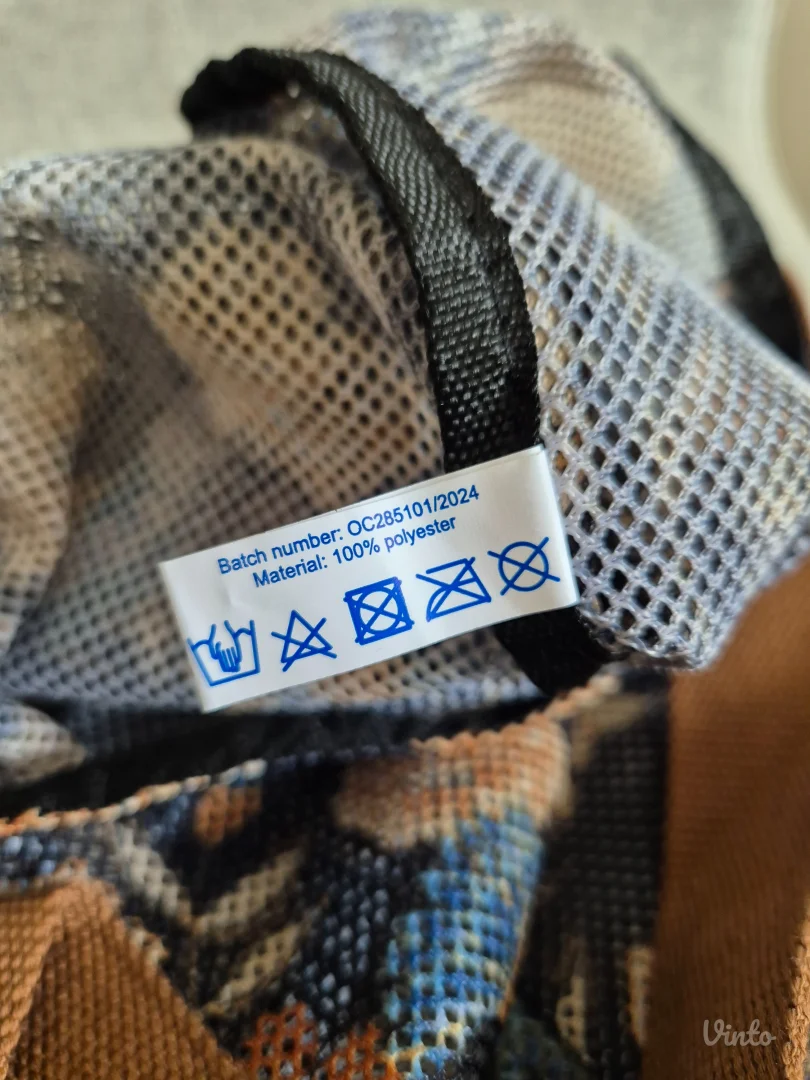 Batch number: OC285101/2024
Material: 100% polyester
Vinto